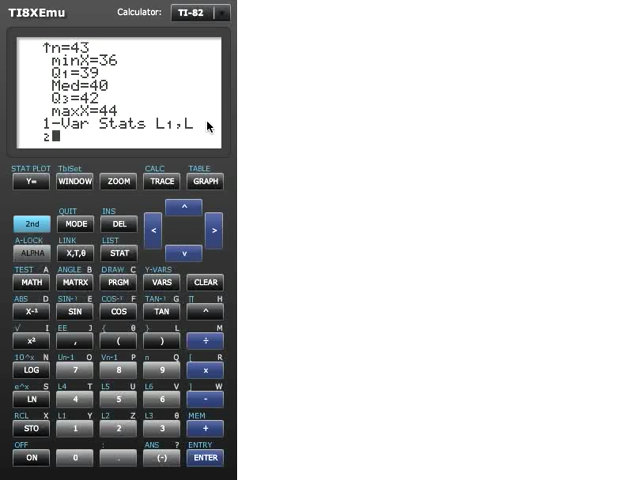 TI8XEmu Calculator: TI-82
↑n=43
minX=36
Q₁=39
Med=40
Q₃=42
maxX=44
1-Var Stats L₁,L
₂
STAT PLOT TblSet CALC TABLE
Y= WINDOW ZOOM TRACE GRAPH
^
QUIT INS
2nd MODE DEL < >
A-LOCK LINK LIST
ALPHA X,T,θ STAT v
TEST A ANGLE B DRAW C Y-VARS
MATH MATRX PRGM VARS CLEAR
ABS D SIN-¹ E COS-¹ F TAN-¹ G Π H
X-¹ SIN COS TAN ^
√ I EE J { θ } L M
x² , ( ) ÷
10^x N Un-1 O Vn-1 P n Q [ R
LOG 7 8 9 x
e^x S L4 T L5 U L6 V ] W
LN 4 5 6 -
RCL X L1 Y L2 Z L3 θ MEM
STO 1 2 3 +
OFF : ANS ? ENTRY
ON 0 . (-) ENTER